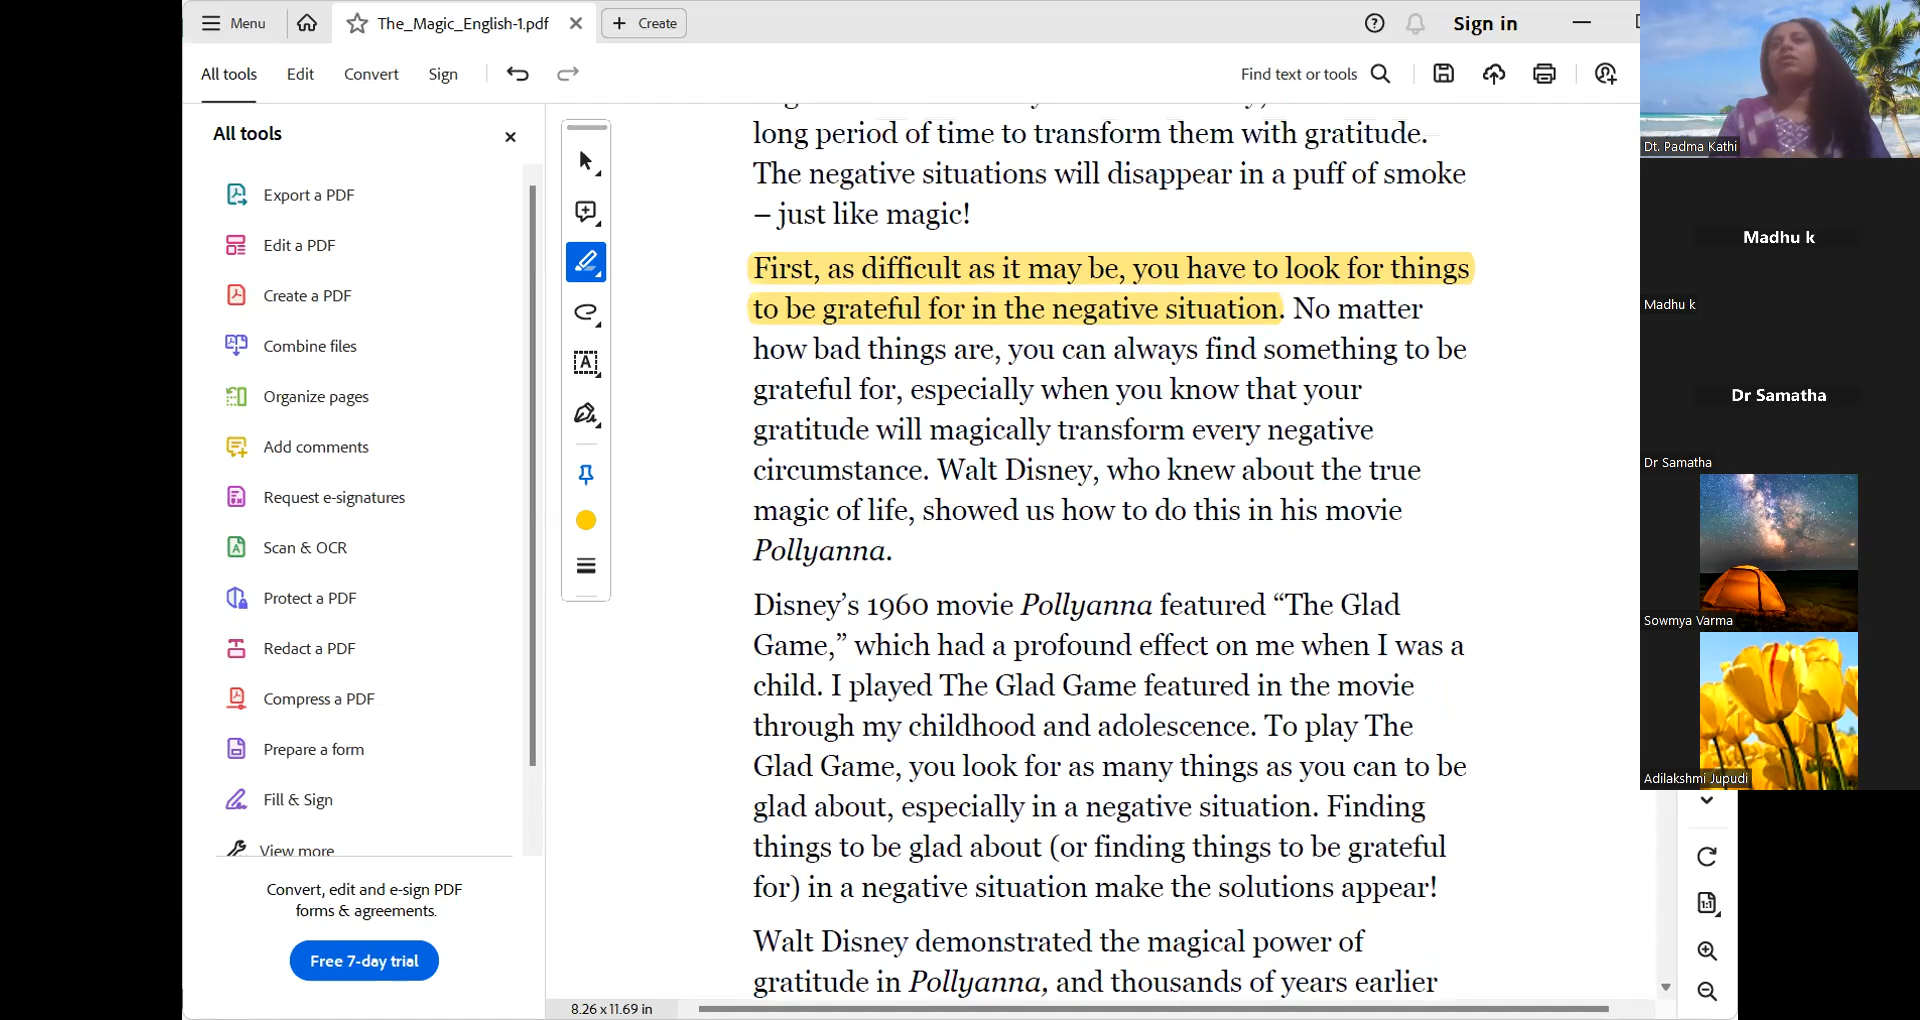 Menu
The_Magic_English-1.pdf
Create
Sign in
All tools
Edit
Convert
Sign
Find text or tools
All tools
Export a PDF
Edit a PDF
Create a PDF
Combine files
Organize pages
Add comments
Request e-signatures
Scan & OCR
Protect a PDF
Redact a PDF
Compress a PDF
Prepare a form
Fill & Sign
View more
Convert, edit and e-sign PDF
forms & agreements.
Free 7-day trial
long period of time to transform them with gratitude.
The negative situations will disappear in a puff of smoke
– just like magic!
First, as difficult as it may be, you have to look for things
to be grateful for in the negative situation. No matter
how bad things are, you can always find something to be
grateful for, especially when you know that your
gratitude will magically transform every negative
circumstance. Walt Disney, who knew about the true
magic of life, showed us how to do this in his movie
Pollyanna.
Disney’s 1960 movie Pollyanna featured “The Glad
Game,” which had a profound effect on me when I was a
child. I played The Glad Game featured in the movie
through my childhood and adolescence. To play The
Glad Game, you look for as many things as you can to be
glad about, especially in a negative situation. Finding
things to be glad about (or finding things to be grateful
for) in a negative situation make the solutions appear!
Walt Disney demonstrated the magical power of
gratitude in Pollyanna, and thousands of years earlier
8.26 x 11.69 in
Dt. Padma Kathi
Madhu k
Madhu k
Dr Samatha
Dr Samatha
Sowmya Varma
Adilakshmi Jupudi